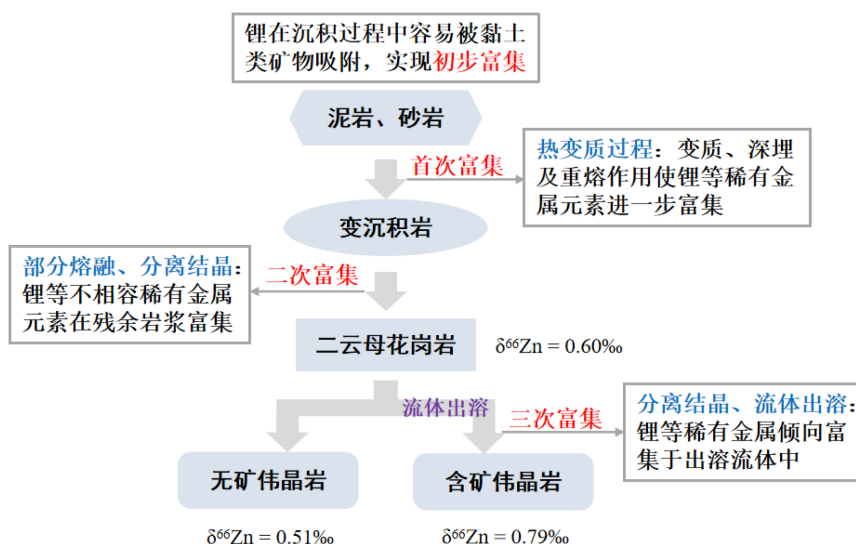 锂在沉积过程中容易被黏土
类矿物吸附，实现初步富集
泥岩、砂岩
首次富集
热变质过程：变质、深埋
及重熔作用使锂等稀有金
属元素进一步富集
变沉积岩
部分熔融、分离结晶：
锂等不相容稀有金属
元素在残余岩浆富集
二次富集
二云母花岗岩
δ⁶⁶Zn = 0.60‰
流体出溶
三次富集
分离结晶、流体出溶：
锂等稀有金属倾向富
集于出溶流体中
无矿伟晶岩
含矿伟晶岩
δ⁶⁶Zn = 0.51‰
δ⁶⁶Zn = 0.79‰